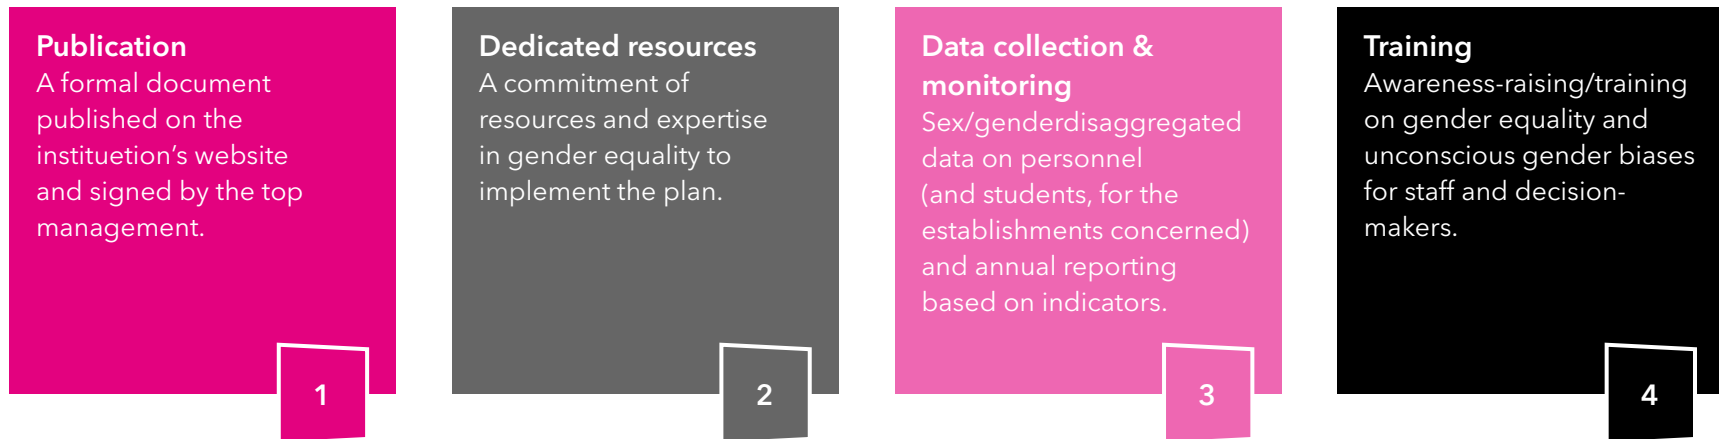 Publication
A formal document
published on the
instituetion’s website
and signed by the top
management.
1
Dedicated resources
A commitment of
resources and expertise
in gender equality to
implement the plan.
2
Data collection &
monitoring
Sex/genderdisaggregated
data on personnel
(and students, for the
establishments concerned)
and annual reporting
based on indicators.
3
Training
Awareness-raising/training
on gender equality and
unconscious gender biases
for staff and decision-
makers.
4